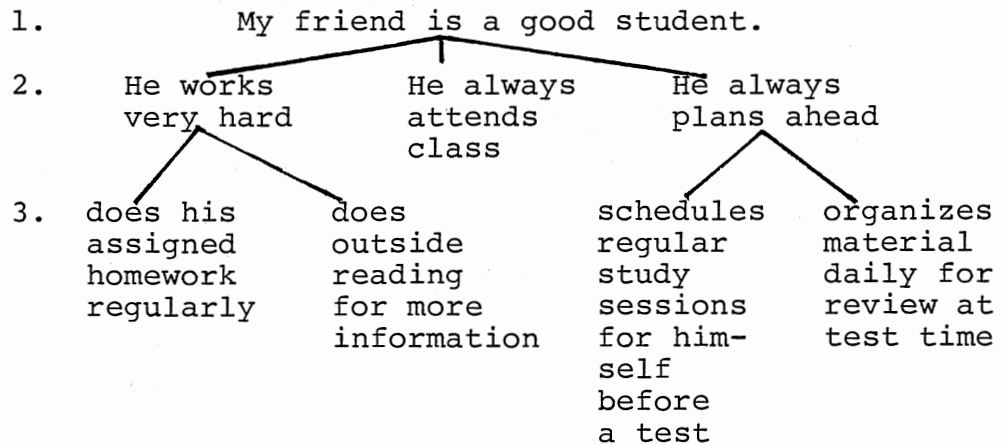 1. My friend is a good student.
2. He works He always He always
very hard attends plans ahead
class
3. does his does schedules organizes
assigned outside regular material
homework reading study daily for
regularly for more sessions review at
information for him- test time
self
before
a test